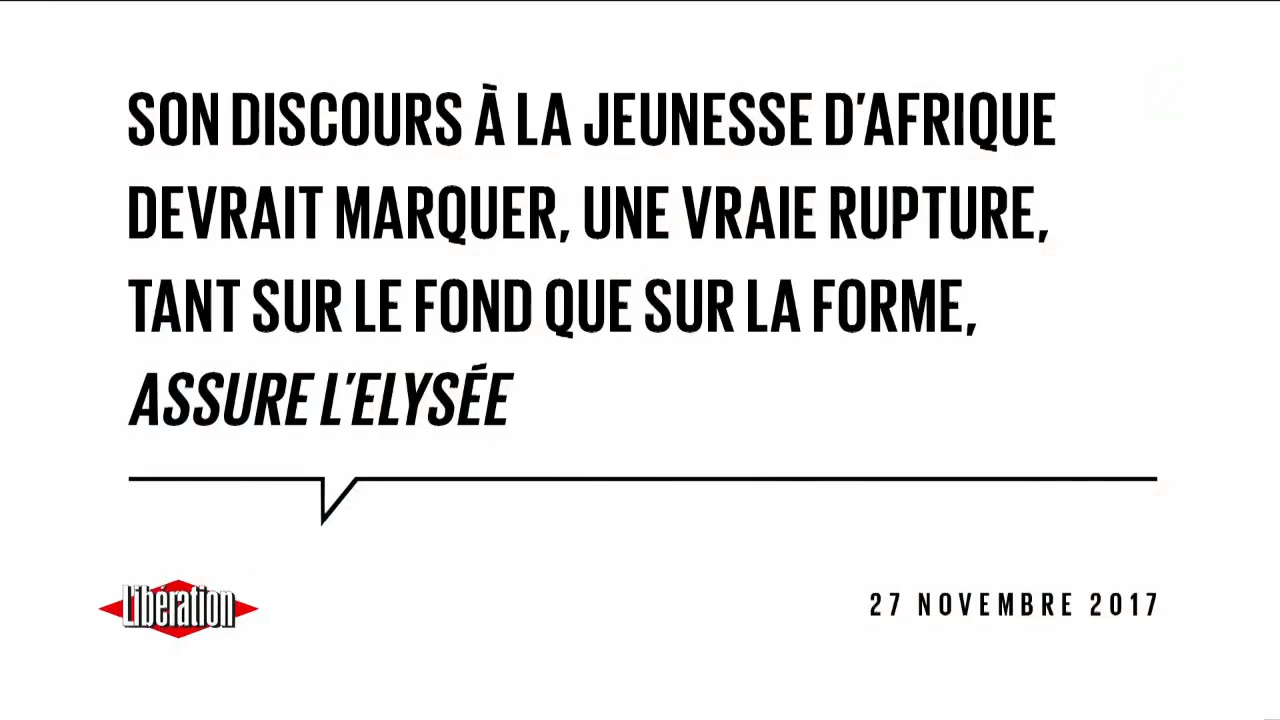 SON DISCOURS À LA JEUNESSE D'AFRIQUE
DEVRAIT MARQUER, UNE VRAIE RUPTURE,
TANT SUR LE FOND QUE SUR LA FORME,
ASSURE L'ELYSÉE
Libération
27 NOVEMBRE 2017